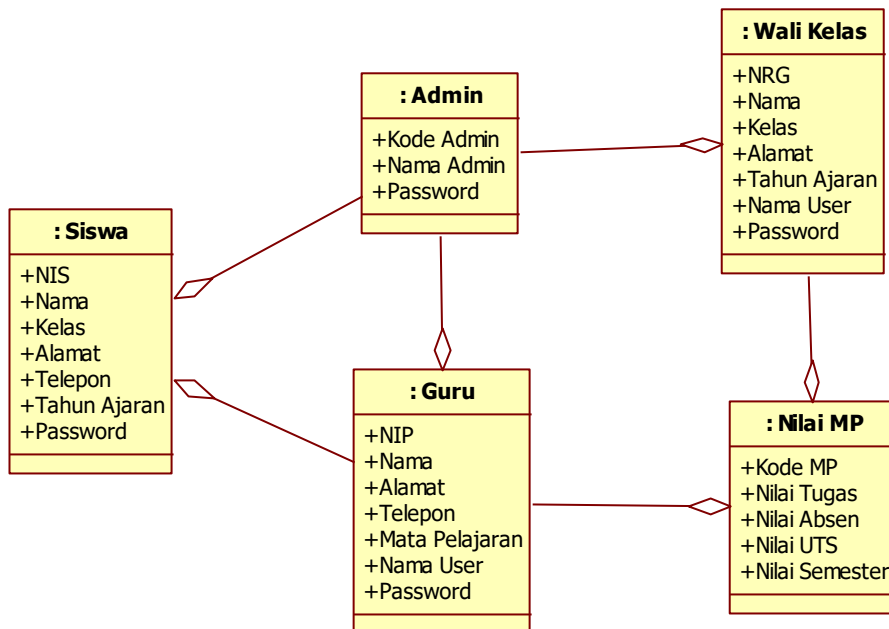 : Wali Kelas
+NRG
+Nama
+Kelas
+Alamat
+Tahun Ajaran
+Nama User
+Password
: Admin
+Kode Admin
+Nama Admin
+Password
: Siswa
+NIS
+Nama
+Kelas
+Alamat
+Telepon
+Tahun Ajaran
+Password
: Guru
+NIP
+Nama
+Alamat
+Telepon
+Mata Pelajaran
+Nama User
+Password
: Nilai MP
+Kode MP
+Nilai Tugas
+Nilai Absen
+Nilai UTS
+Nilai Semester